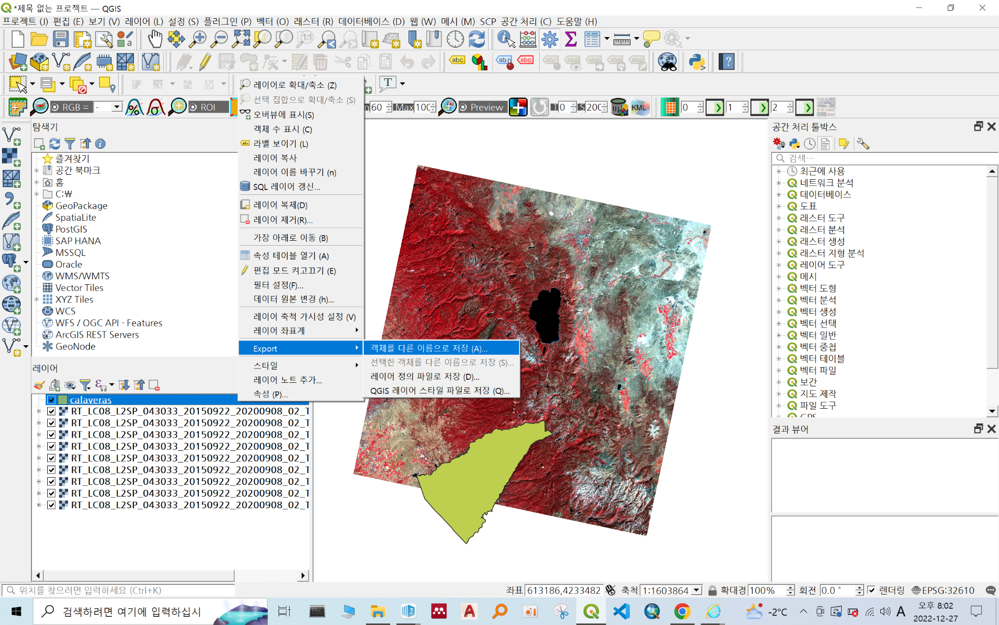 *제목 없는 프로젝트 — QGIS
프로젝트 (J) 편집 (E) 보기 (V) 레이어 (L) 설정 (S) 플러그인 (P) 벡터 (O) 래스터 (R) 데이터베이스 (D) 웹 (W) 메시 (M) SCP 공간 처리 (C) 도움말 (H)
RGB = - ROI 60 Max 100 Preview T 0 S 200 KML 0 1 2
탐색기
즐겨찾기
공간 북마크
홈
C:₩
GeoPackage
SpatiaLite
PostGIS
SAP HANA
MSSQL
Oracle
WMS/WMTS
Vector Tiles
XYZ Tiles
WCS
WFS / OGC API - Features
ArcGIS REST Servers
GeoNode
레이어
calaveras
RT_LC08_L2SP_043033_20150922_20200908_02_T
RT_LC08_L2SP_043033_20150922_20200908_02_T
RT_LC08_L2SP_043033_20150922_20200908_02_T
RT_LC08_L2SP_043033_20150922_20200908_02_T
RT_LC08_L2SP_043033_20150922_20200908_02_T
RT_LC08_L2SP_043033_20150922_20200908_02_T
RT_LC08_L2SP_043033_20150922_20200908_02_T
RT_LC08_L2SP_043033_20150922_20200908_02_T
RT_LC08_L2SP_043033_20150922_20200908_02_T
레이어로 확대/축소 (Z)
선택 집합으로 확대/축소 (S)
오버뷰에 표시(S)
객체 수 표시 (C)
라벨 보이기 (L)
레이어 복사
레이어 이름 바꾸기 (n)
SQL 레이어 갱신...
레이어 복제(D)
레이어 제거(R)...
가장 아래로 이동 (B)
속성 테이블 열기 (A)
편집 모드 켜고끄기 (E)
필터 설정(F)...
데이터 원본 변경 (h)...
레이어 축척 가시성 설정 (V)
레이어 좌표계
Export
스타일
레이어 노트 추가...
속성 (P)...
객체를 다른 이름으로 저장 (A)...
선택한 객체를 다른 이름으로 저장 (S)...
레이어 정의 파일로 저장 (D)...
QGIS 레이어 스타일 파일로 저장 (Q)...
공간 처리 툴박스
검색…
최근에 사용
네트워크 분석
데이터베이스
도표
래스터 도구
래스터 분석
래스터 생성
래스터 지형 분석
레이어 도구
메시
벡터 도형
벡터 분석
벡터 생성
벡터 선택
벡터 일반
벡터 중첩
벡터 테이블
벡터 파일
보간
지도 제작
파일 도구
GPS
결과 뷰어
위치를 찾으려면 입력하세요 (Ctrl+K)
좌표 613186,4233482 축척 1:1603864 확대경 100% 회전 0.0 ° 렌더링 EPSG:32610
검색하려면 여기에 입력하십시
-2°C A 오후 8:02
2022-12-27